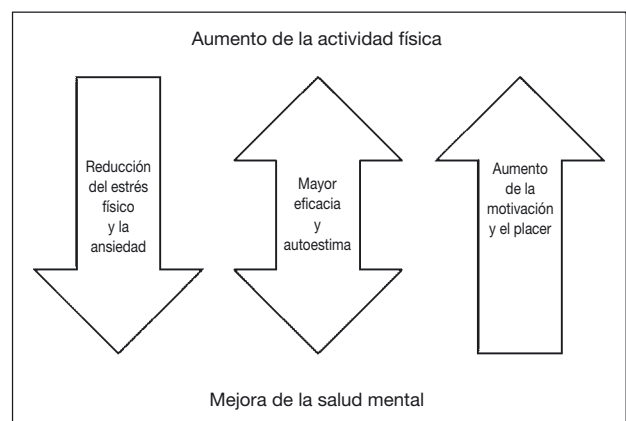 Aumento de la actividad física
Reducción
del estrés
físico
y la
ansiedad
Mayor
eficacia
y
autoestima
Aumento
de la
motivación
y el placer
Mejora de la salud mental